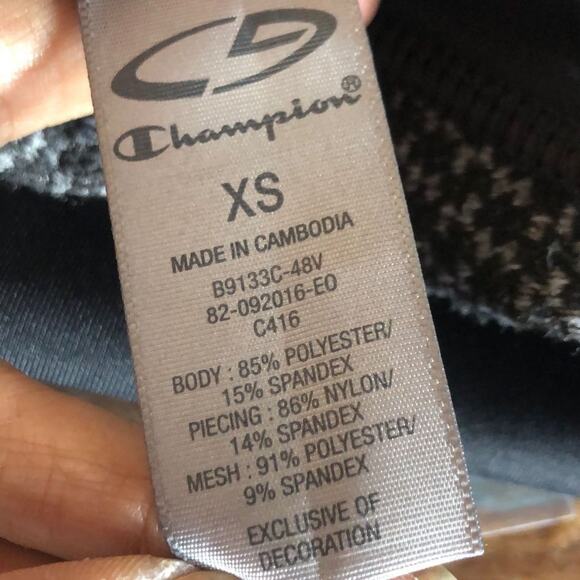 Champion®
XS
MADE IN CAMBODIA
B9133C-48V
82-092016-EO
C416
BODY : 85% POLYESTER/
15% SPANDEX
PIECING : 86% NYLON/
14% SPANDEX
MESH : 91% POLYESTER/
9% SPANDEX
EXCLUSIVE OF
DECORATION